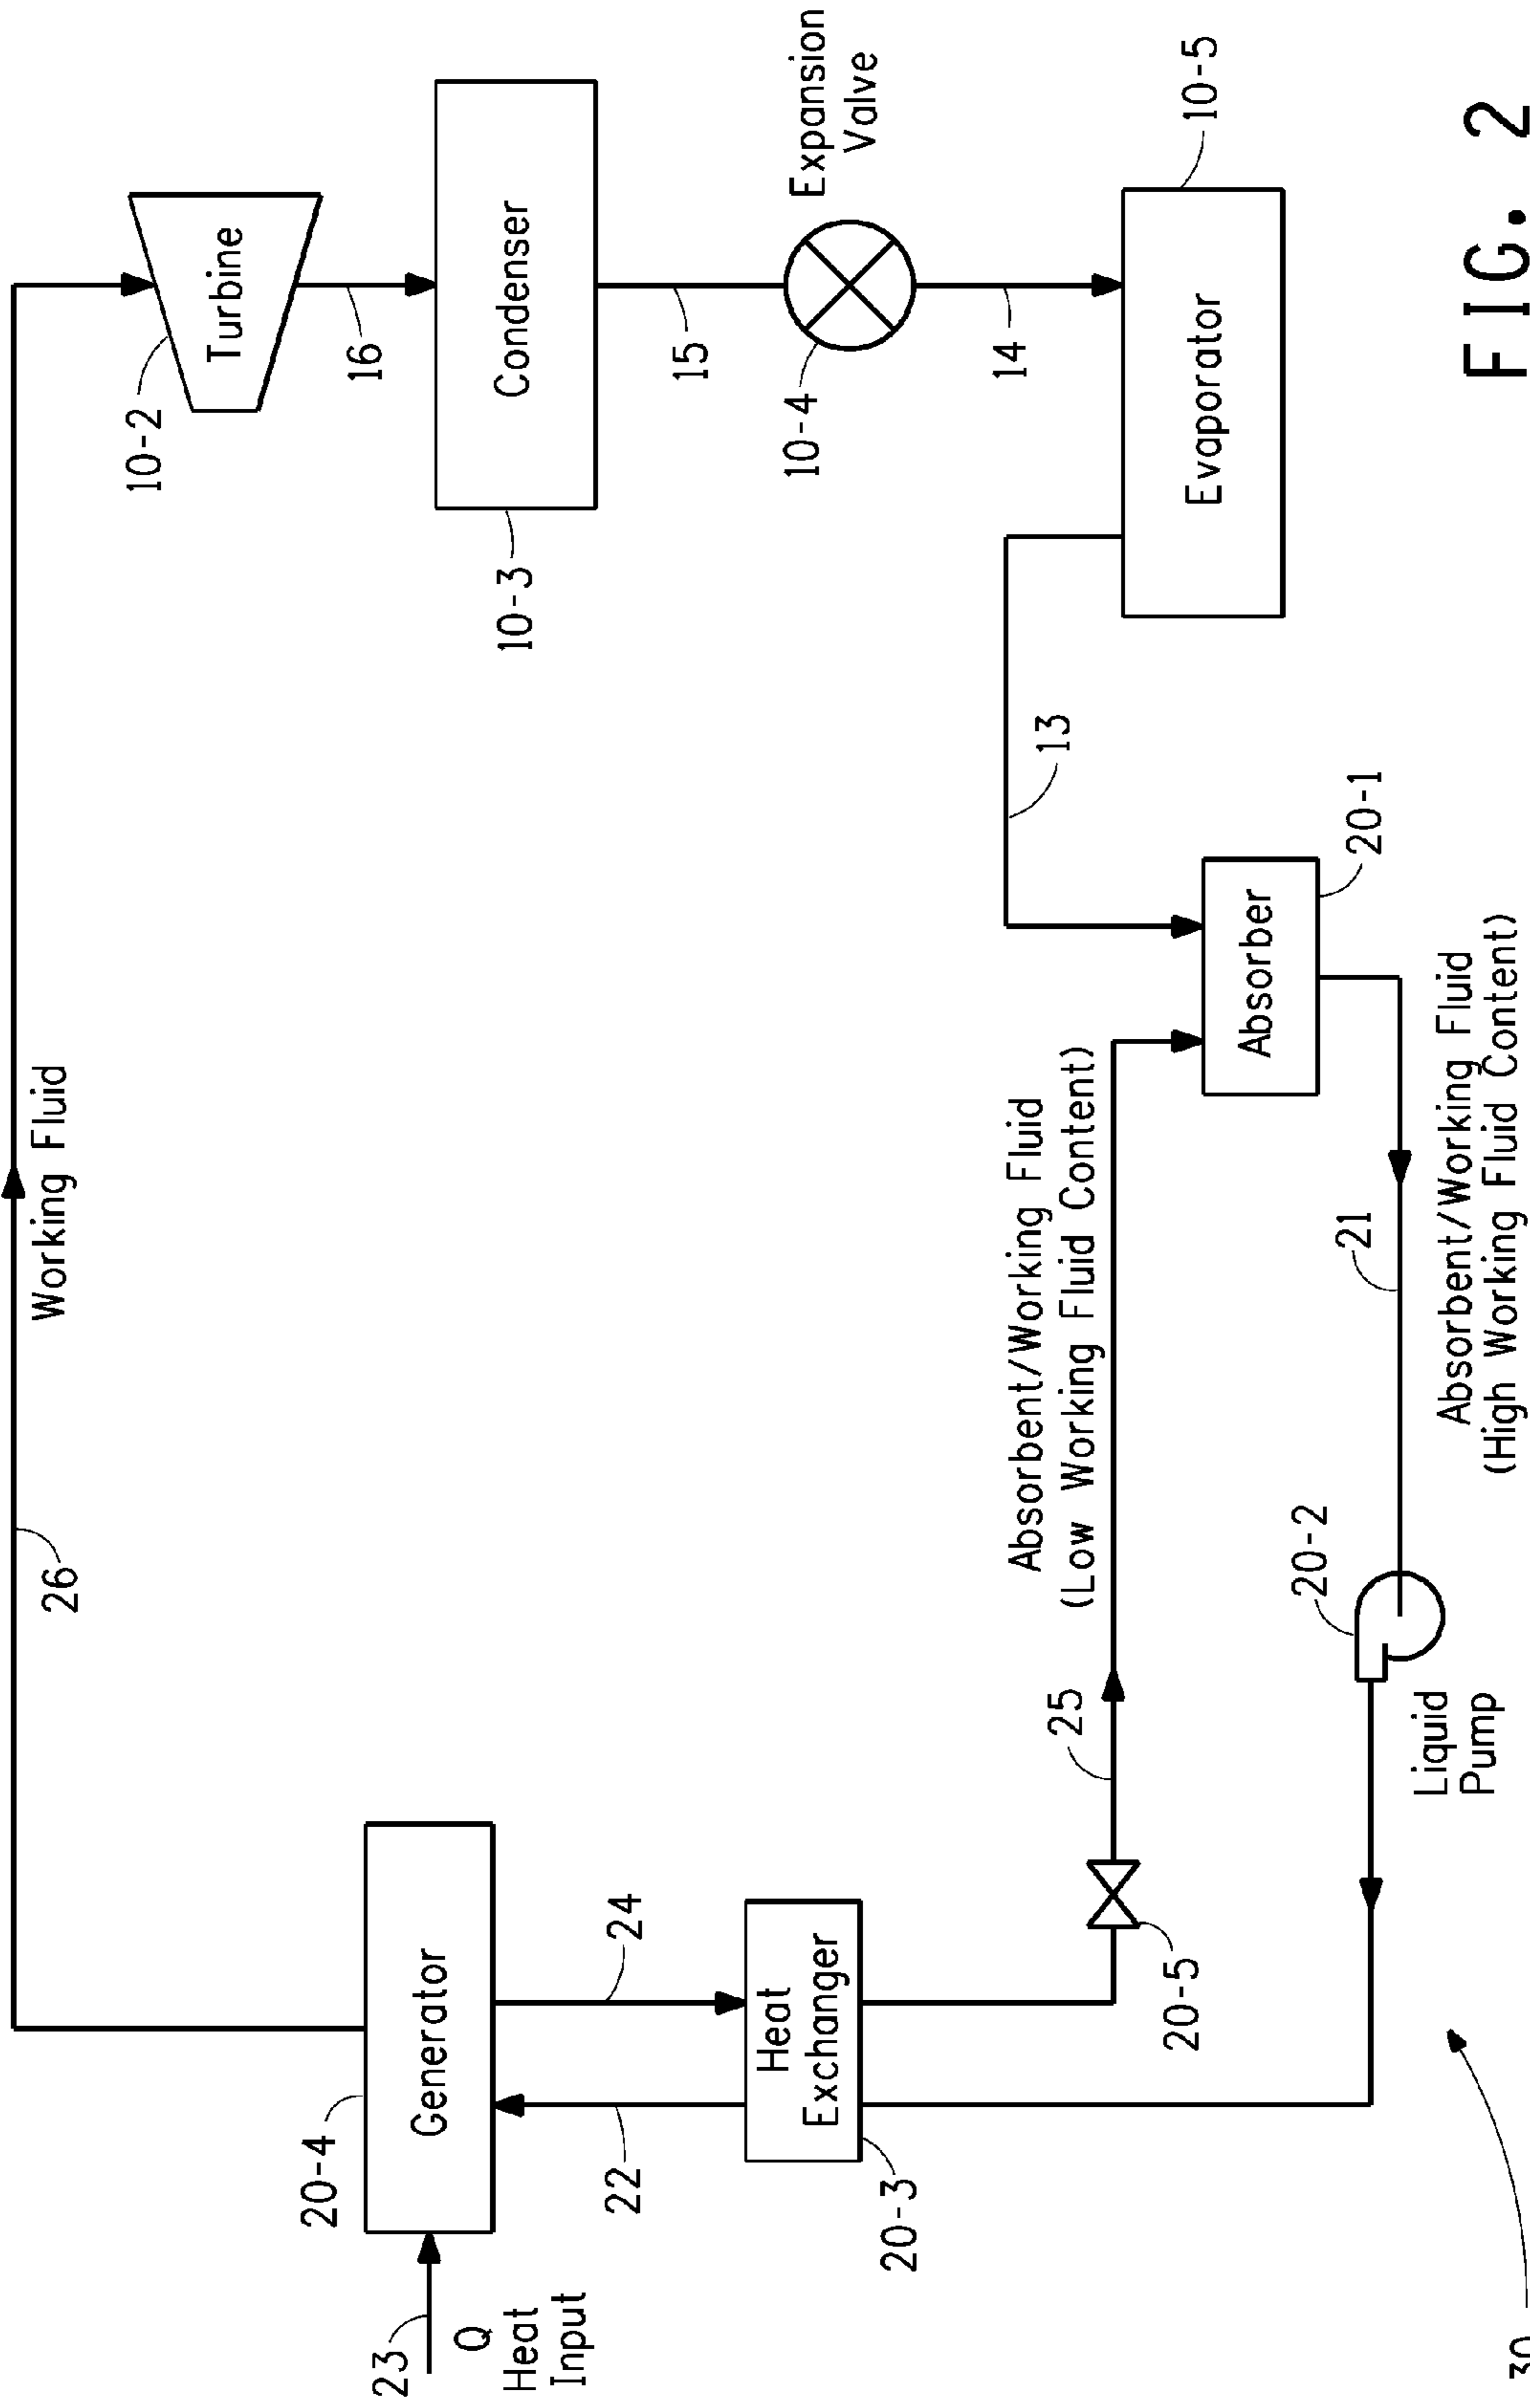 26
Working Fluid
10-2
Turbine
16
23
Q
Heat
Input
20-4
Generator
10-3
Condenser
22
24
15
20-3
Heat
Exchanger
10-4
Expansion
Valve
14
25
Absorbent/Working Fluid
(Low Working Fluid Content)
13
20-5
Evaporator
10-5
Absorber
20-1
20-2
21
Liquid
Pump
Absorbent/Working Fluid
(High Working Fluid Content)
30
FIG. 2